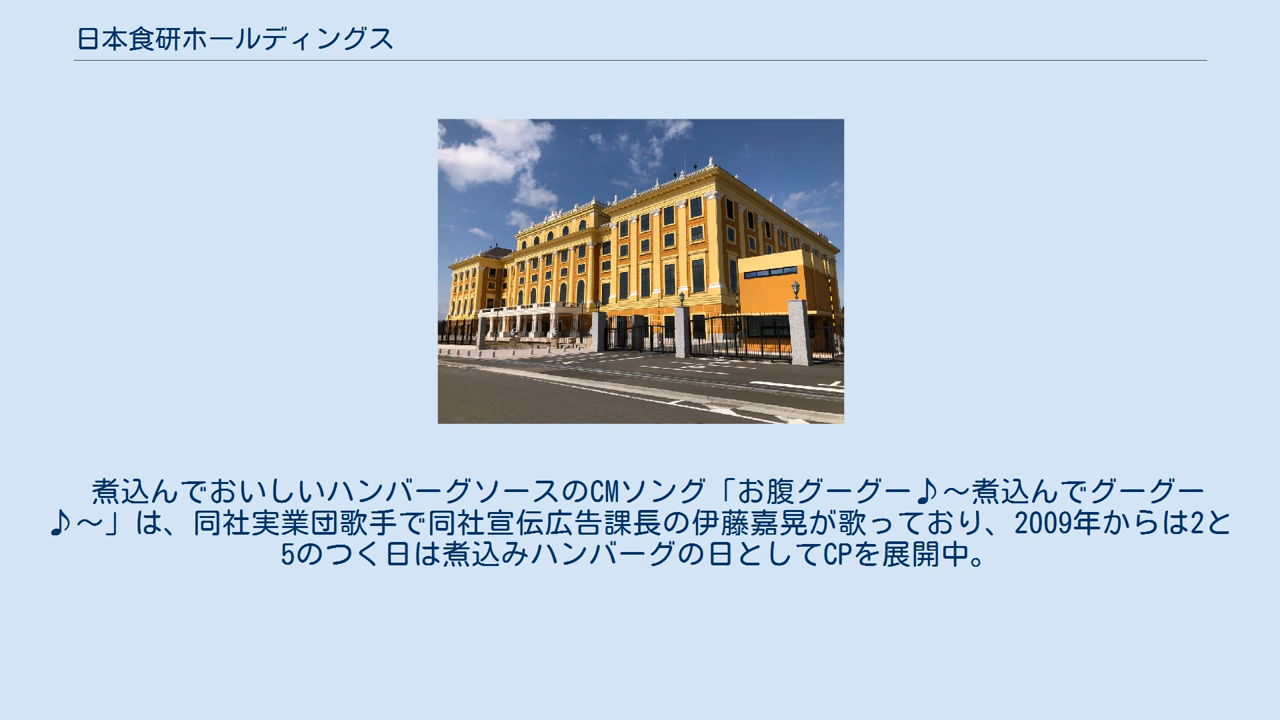 日本食研ホールディングス
煮込んでおいしいハンバーグソースのCMソング「お腹グーグー♪～煮込んでグーグー
♪～」は、同社実業団歌手で同社宣伝広告課長の伊藤嘉晃が歌っており、2009年からは2と
5のつく日は煮込みハンバーグの日としてCPを展開中。